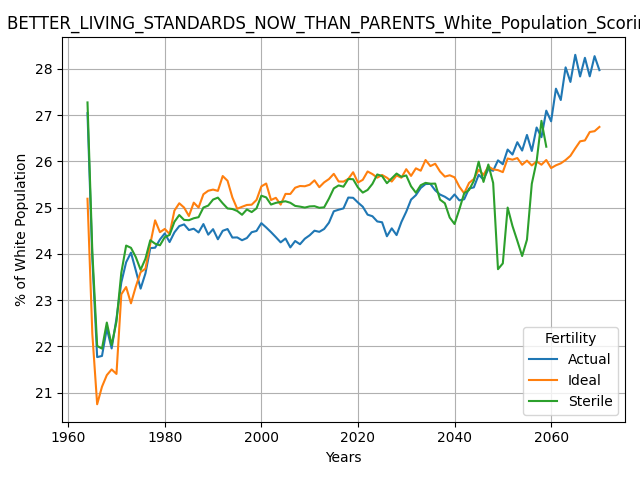 BETTER_LIVING_STANDARDS_NOW_THAN_PARENTS_White_Population_Scorin
28
27
26
25
24
23
22
21
% of White Population
1960
1980
2000
2020
2040
2060
Years
Fertility
Actual
Ideal
Sterile